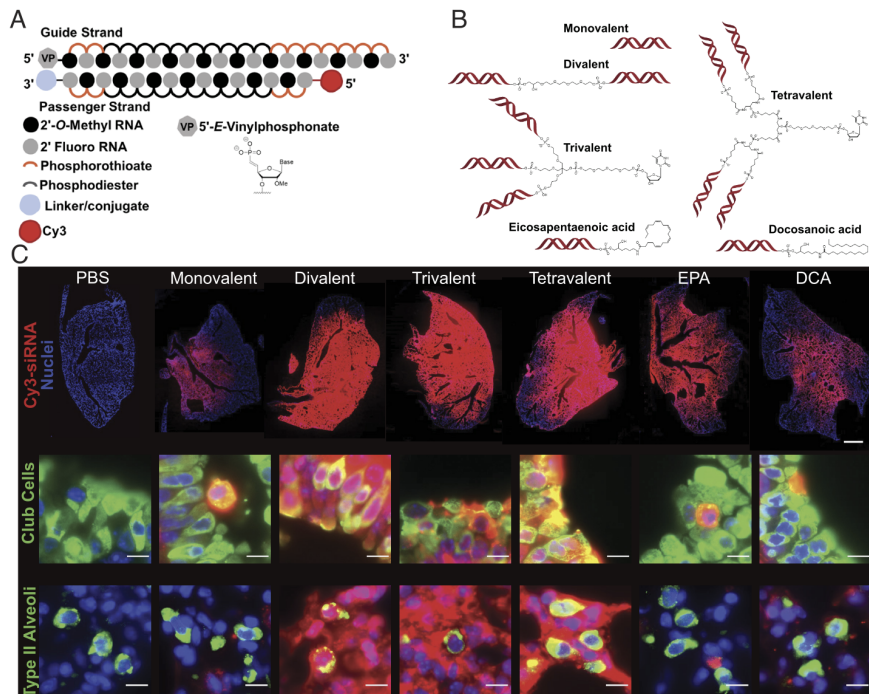 A
Guide Strand
5'
VP
3'
3'
5'
Passenger Strand
2'-O-Methyl RNA
2' Fluoro RNA
Phosphorothioate
Phosphodiester
Linker/conjugate
Cy3
VP
5'-E-Vinylphosphonate
Base
OMe
B
Monovalent
Divalent
Trivalent
Tetravalent
Eicosapentaenoic acid
Docosanoic acid
C
PBS
Monovalent
Divalent
Trivalent
Tetravalent
EPA
DCA
Cy3-siRNA
Nuclei
Club Cells
Type II Alveoli